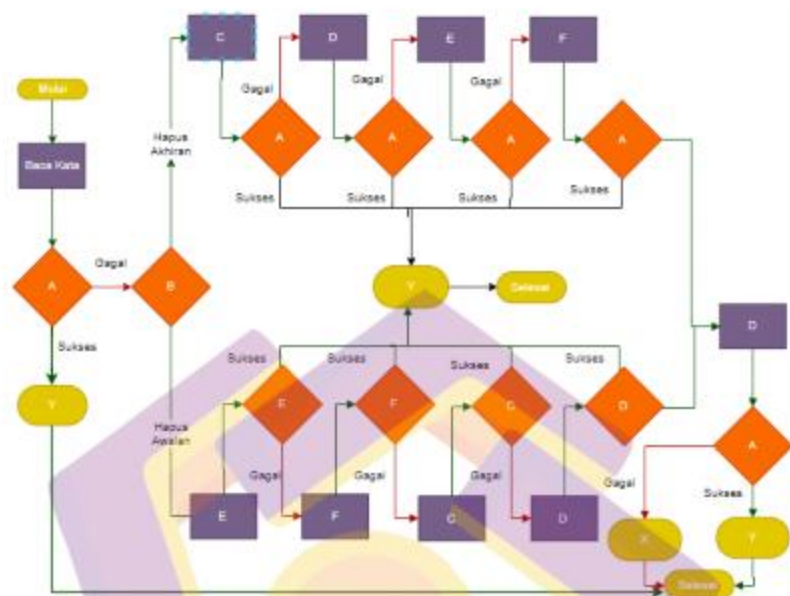 C
D
E
F
Mulai
Gagal
Gagal
Gagal
Hapus
Akhiran
A
A
A
A
Baca Kata
Sukses
Sukses
Sukses
Sukses
Gagal
A
B
Y
Selesai
D
Sukses
Sukses
Sukses
Sukses
Sukses
Y
E
F
C
D
Hapus
Awalan
A
Gagal
Gagal
Gagal
Gagal
Sukses
E
F
C
D
X
Y
Selesai